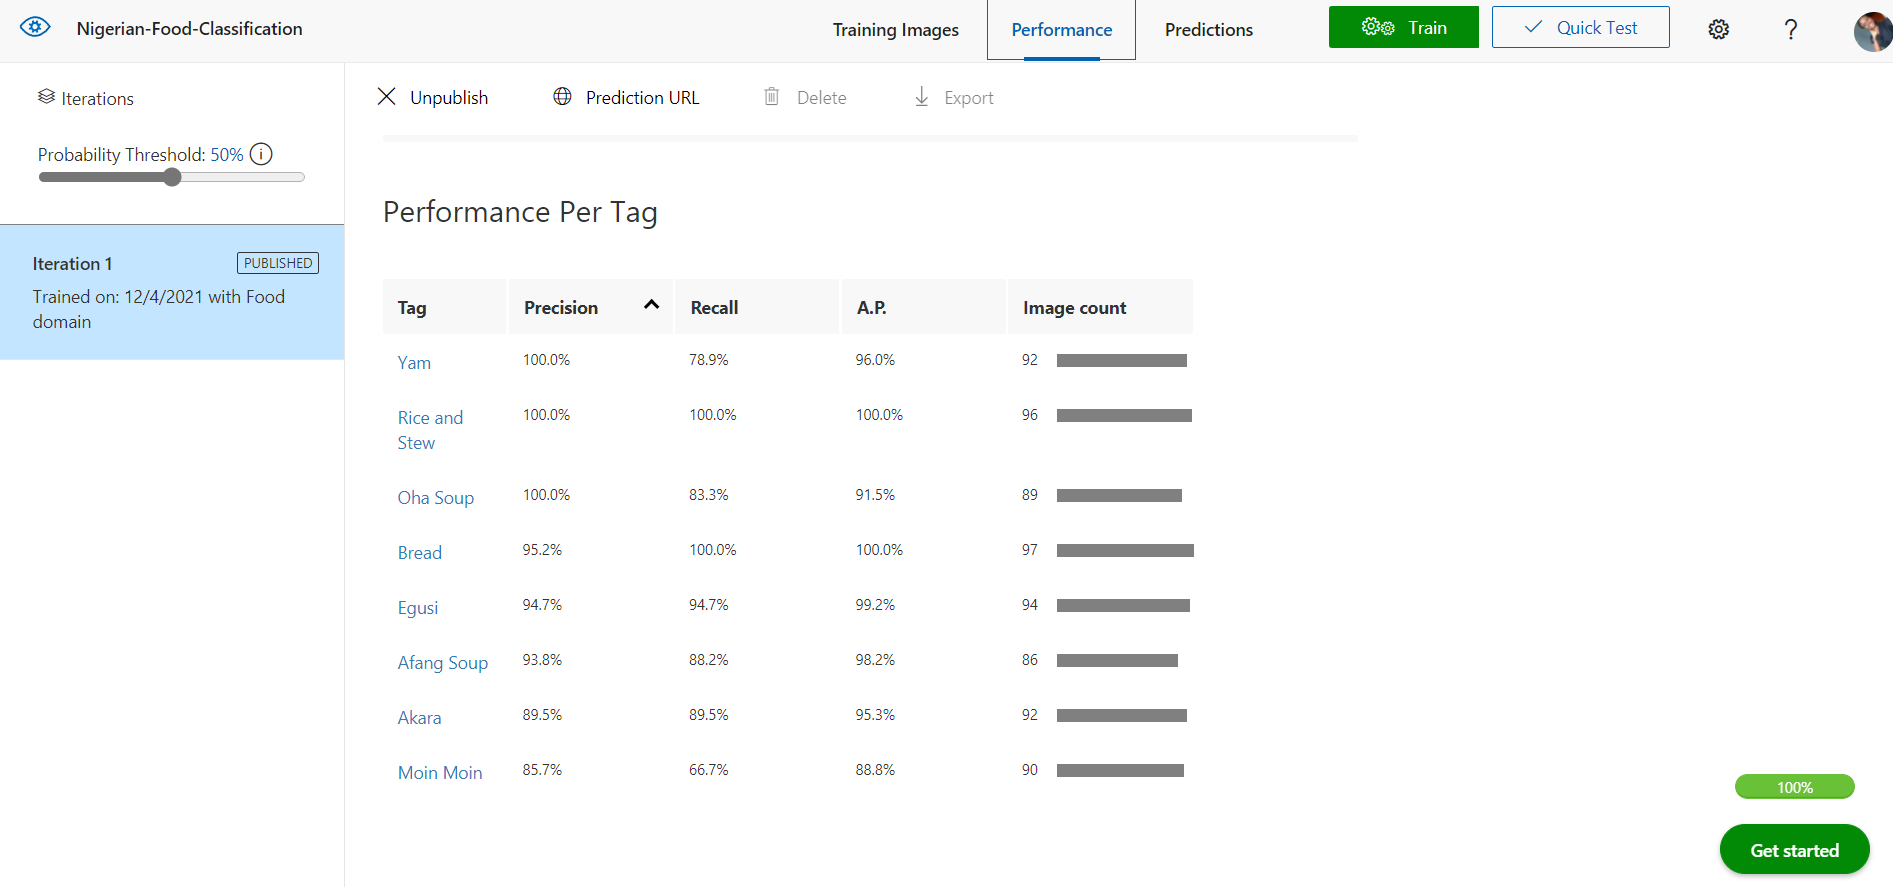 Nigerian-Food-Classification
Training Images
Performance
Predictions
Train
Quick Test
?
Iterations
Probability Threshold: 50%
Iteration 1
PUBLISHED
Trained on: 12/4/2021 with Food
domain
Unpublish
Prediction URL
Delete
Export
Performance Per Tag
Tag Precision Recall A.P. Image count
Yam 100.0% 78.9% 96.0% 92
Rice and 100.0% 100.0% 100.0% 96
Stew
Oha Soup 100.0% 83.3% 91.5% 89
Bread 95.2% 100.0% 100.0% 97
Egusi 94.7% 94.7% 99.2% 94
Afang Soup 93.8% 88.2% 98.2% 86
Akara 89.5% 89.5% 95.3% 92
Moin Moin 85.7% 66.7% 88.8% 90
100%
Get started